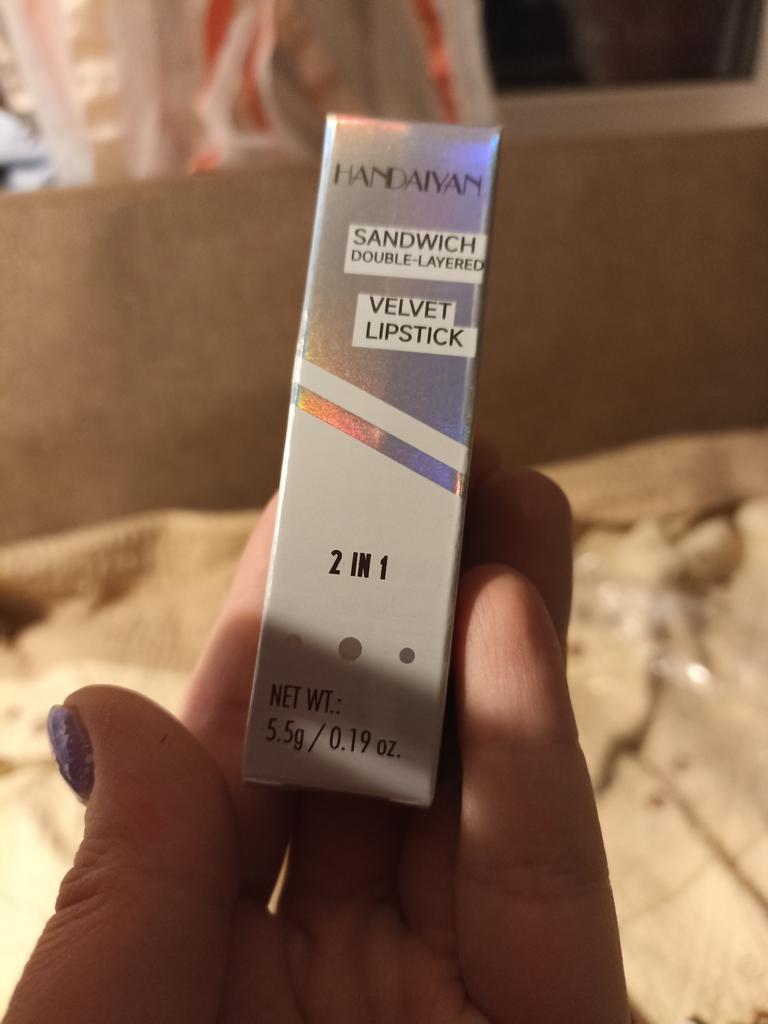 HANDAIYAN
SANDWICH
DOUBLE-LAYERED
VELVET
LIPSTICK
2 IN 1
NET WT.:
5.5g / 0.19 oz.